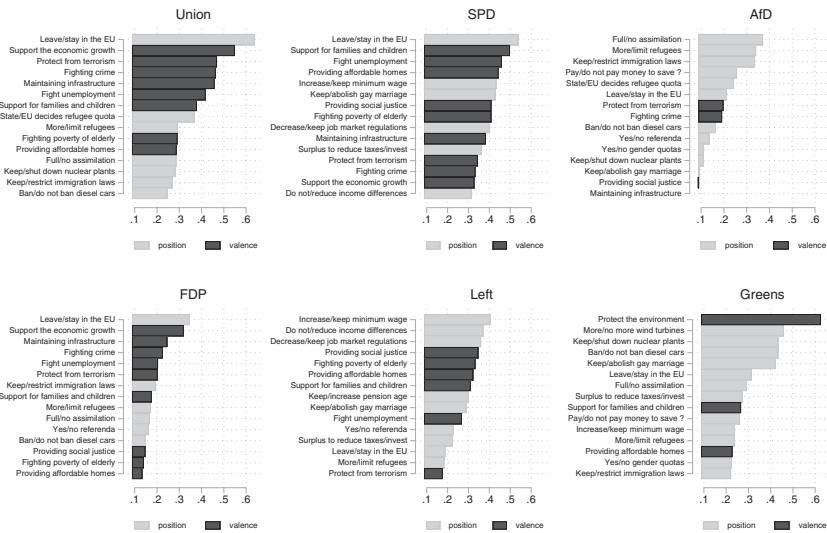 Union
Leave/stay in the EU
Support the economic growth
Protect from terrorism
Fighting crime
Maintaining infrastructure
Fight unemployment
Support for families and children
State/EU decides refugee quota
More/limit refugees
Fighting poverty of elderly
Providing affordable homes
Full/no assimilation
Keep/shut down nuclear plants
Keep/restrict immigration laws
Ban/do not ban diesel cars
.1 .2 .3 .4 .5 .6
position valence
SPD
Leave/stay in the EU
Support for families and children
Fight unemployment
Providing affordable homes
Increase/keep minimum wage
Keep/abolish gay marriage
Providing social justice
Fighting poverty of elderly
Decrease/keep job market regulations
Maintain infrastructure
Surplus to reduce taxes/invest
Protect from terrorism
Fighting crime
Support the economic growth
Do not/reduce income differences
.1 .2 .3 .4 .5 .6
position valence
AfD
Full/no assimilation
More/limit refugees
Keep/restrict immigration laws
Pay/do not pay money to save ?
State/EU decides refugee quota
Leave/stay in the EU
Protect from terrorism
Fighting crime
Ban/do not ban diesel cars
Yes/no referenda
Yes/no gender quotas
Keep/shut down nuclear plants
Keep/abolish gay marriage
Providing social justice
Maintaining infrastructure
.1 .2 .3 .4 .5 .6
position valence
FDP
Leave/stay in the EU
Support the economic growth
Maintaining infrastructure
Fighting crime
Fight unemployment
Protect from terrorism
Keep/restrict immigration laws
Support for families and children
More/limit refugees
Full/no assimilation
Yes/no referenda
Ban/do not ban diesel cars
Providing social justice
Fighting poverty of elderly
Providing affordable homes
.1 .2 .3 .4 .5 .6
position valence
Left
Increase/keep minimum wage
Do not/reduce income differences
Decrease/keep job market regulations
Providing social justice
Fighting poverty of elderly
Providing affordable homes
Support for families and children
Keep/increase pension age
Keep/abolish gay marriage
Fight unemployment
Yes/no referenda
Surplus to reduce taxes/invest
Leave/stay in the EU
More/limit refugees
Protect from terrorism
.1 .2 .3 .4 .5 .6
position valence
Greens
Protect the environment
More/no more wind turbines
Keep/shut down nuclear plants
Ban/do not ban diesel cars
Keep/abolish gay marriage
Leave/stay in the EU
Full/no assimilation
Surplus to reduce taxes/invest
Support for families and children
Pay/do not pay money to save ?
Increase/keep minimum wage
More/limit refugees
Providing affordable homes
Yes/no gender quotas
Keep/restrict immigration laws
.1 .2 .3 .4 .5 .6
position valence